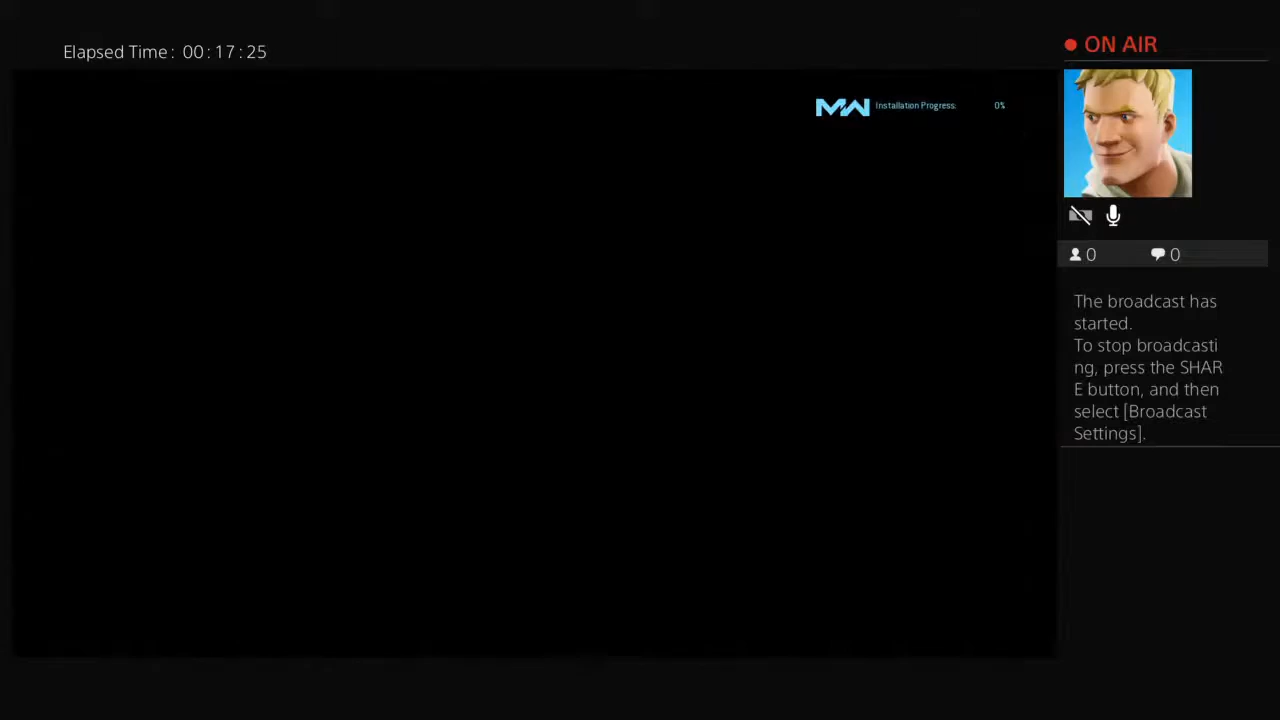 Elapsed Time: 00:17:25
ON AIR
MW Installation Progress: 0%
0 0
The broadcast has
started.
To stop broadcasti
ng, press the SHAR
E button, and then
select [Broadcast
Settings].